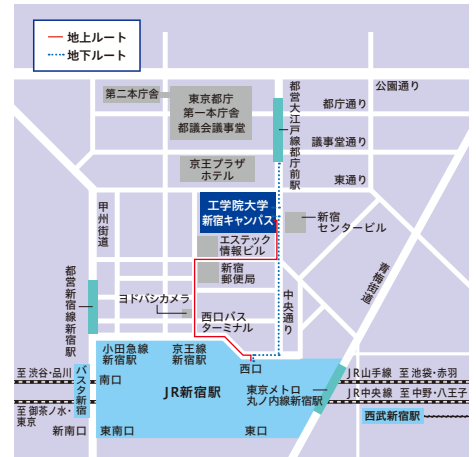 地上ルート
地下ルート
第二本庁舎
東京都庁
第一本庁舎
都議会議事堂
都営大江戸線都庁前駅
公園通り
都庁通り
議事堂通り
東通り
京王プラザ
ホテル
甲州街道
工学院大学
新宿キャンパス
新宿
センタービル
エステック
情報ビル
新宿
郵便局
青梅街道
都営新宿線新宿駅
ヨドバシカメラ
西口バス
ターミナル
中央通り
小田急線
新宿駅
京王線
新宿駅
西口
至 渋谷・品川
バスタ新宿
南口
JR新宿駅
東京メトロ
丸ノ内線新宿駅
JR山手線 至 池袋・赤羽
JR中央線 至 中野・八王子
至 御茶ノ水・
東京
西武新宿駅
新南口
東南口
東口